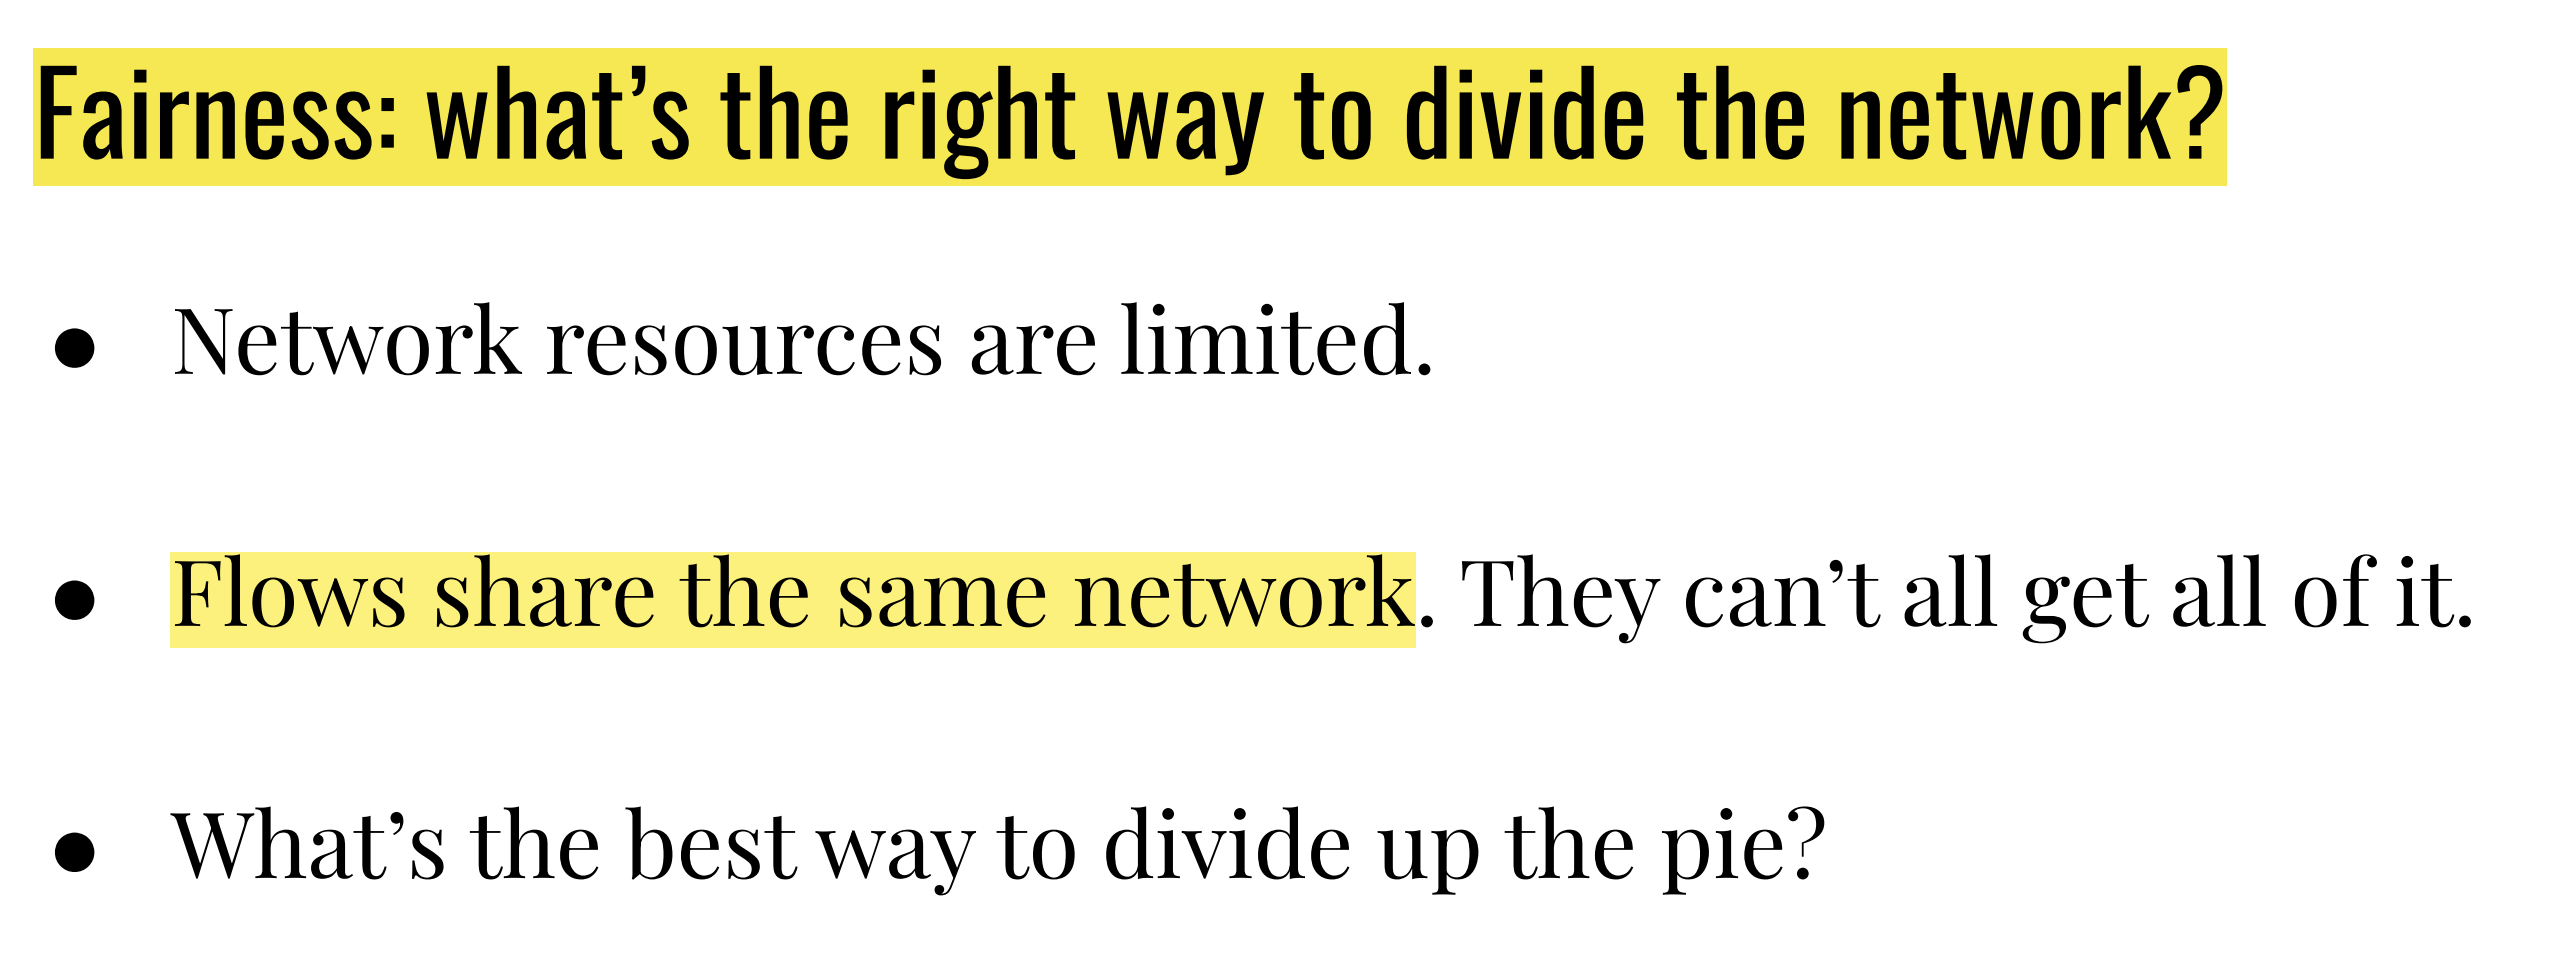 Fairness: what’s the right way to divide the network?
● Network resources are limited.
● Flows share the same network. They can’t all get all of it.
● What’s the best way to divide up the pie?